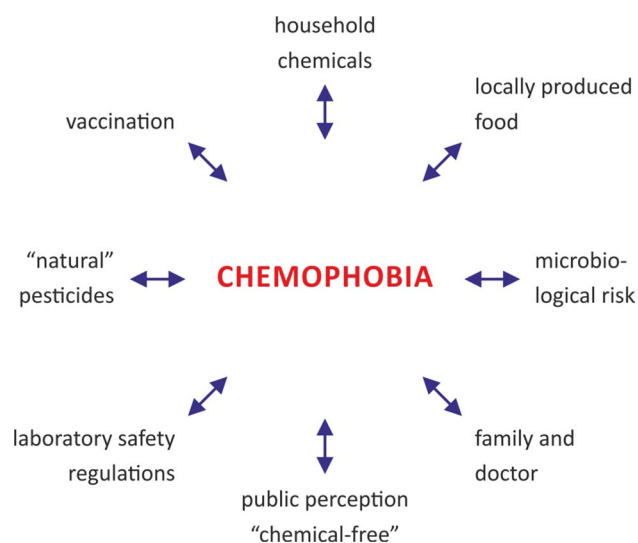 household
chemicals
locally produced
food
vaccination
“natural”
pesticides
CHEMOPHOBIA
microbio-
logical risk
laboratory safety
regulations
family and
doctor
public perception
“chemical-free”